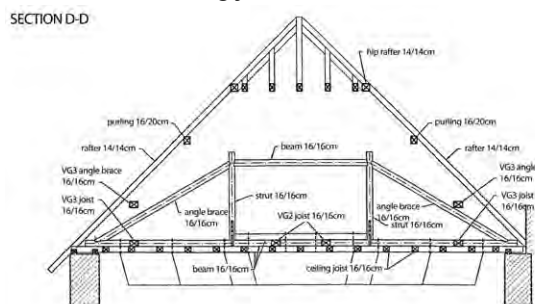 SECTION D-D
hip rafter 14/14cm
purling 16/20cm
purling 16/20cm
rafter 14/14cm
beam 16/16cm
rafter 14/14cm
VG3 angle brace
16/16cm
VG3 angle
16/16cm
strut 16/16cm
angle brace
16/16cm
VG3 joist
16/16cm
angle brace
16/16cm
VG2 joist 16/16cm
strut 16/16cm
VG3 joist
16/16cm
beam 16/16cm
ceiling joist 16/16cm